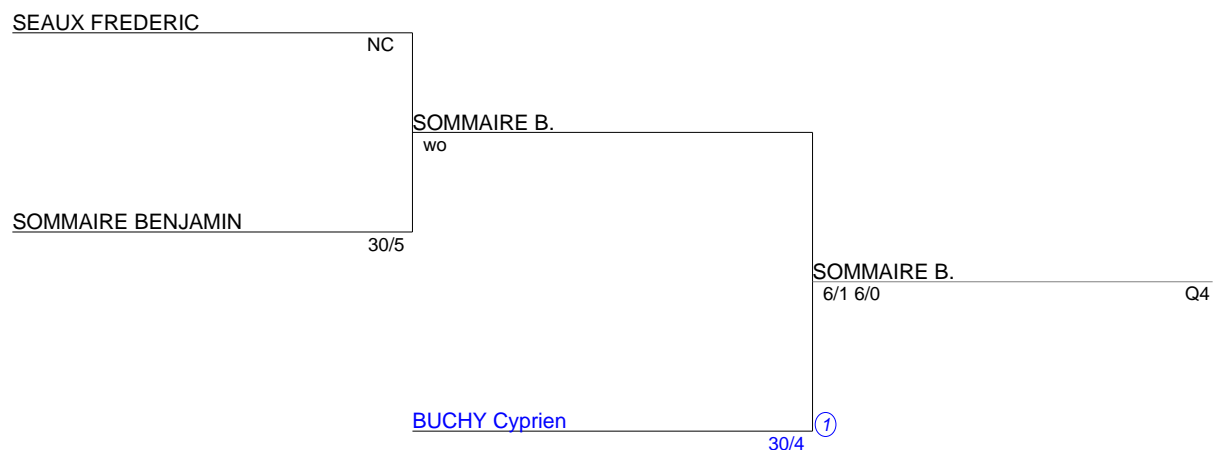 SEAUX FREDERIC
NC
SOMMAIRE B.
wo
SOMMAIRE BENJAMIN
30/5
SOMMAIRE B.
6/1 6/0 Q4
BUCHY Cyprien
1
30/4